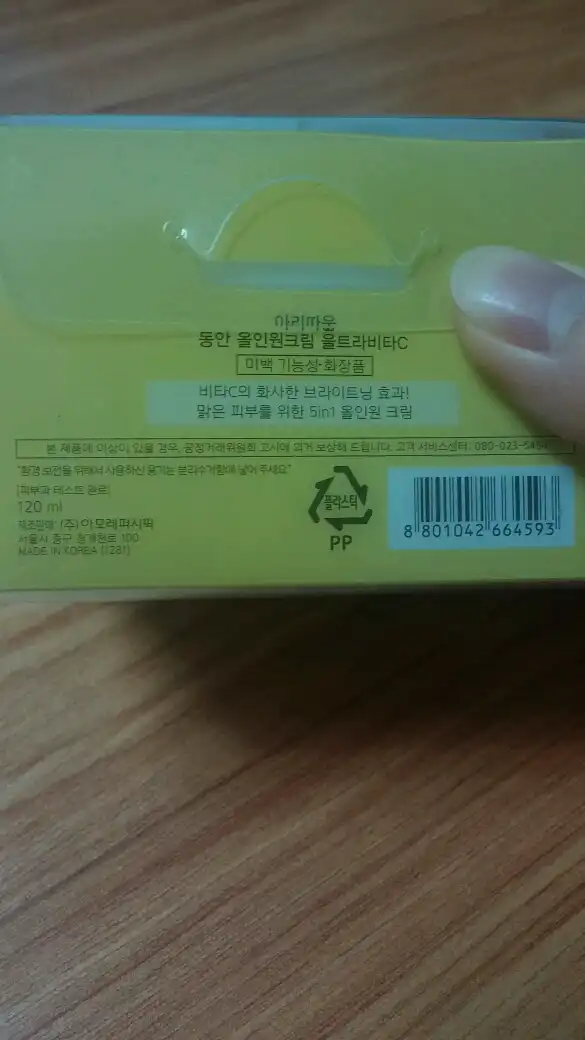 아리따움
동안 올인원크림 울트라비타C
미백 기능성 화장품
비타C의 화사한 브라이트닝 효과!
맑은 피부를 위한 5in1 올인원 크림
본 제품에 이상이 있을 경우, 공정거래위원회 고시에 의거 보상해 드립니다. 고객 서비스센터: 080-023-5454
"환경 보전을 위해서 사용하신 용기는 분리수거함에 넣어 주세요"
[피부과 테스트 완료]
120 ml
제조판매: (주)아모레퍼시픽
서울시 중구 청계천로 100
MADE IN KOREA (1281)
플라스틱
PP
8 801042 664593